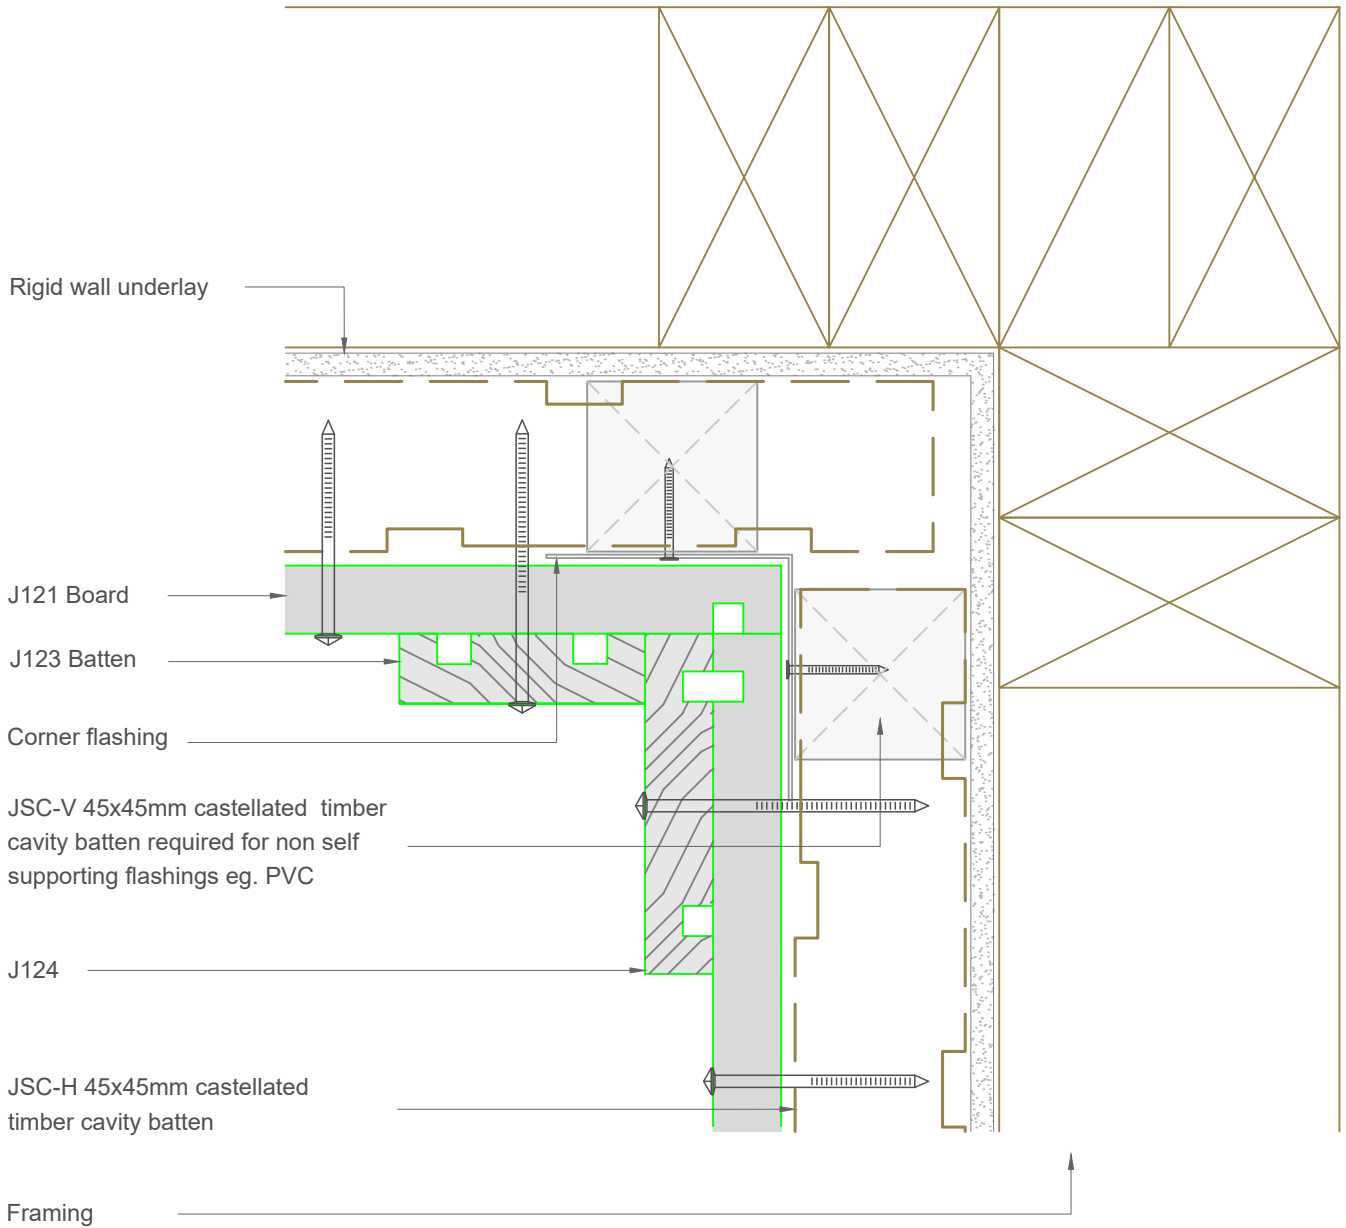 Rigid wall underlay
J121 Board
J123 Batten
Corner flashing
JSC-V 45x45mm castellated timber
cavity batten required for non self
supporting flashings eg. PVC
J124
JSC-H 45x45mm castellated
timber cavity batten
Framing